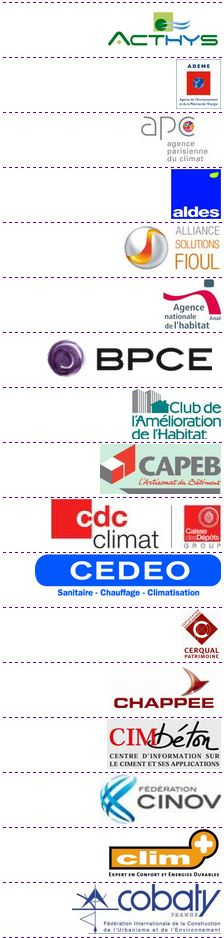 ACTHYS
ADEME
Agence de l'Environnement
et de la Maîtrise de l'Energie
apc
agence
parisienne
du climat
aldes
ALLIANCE
SOLUTIONS
FIOUL
Agence
nationale Anah
de l'habitat
BPCE
Club de
l'Amélioration
de l'Habitat
CAPEB
L'Artisanat du Bâtiment
cdc
climat
Caisse
des Dépôts
GROUP
CEDEO
Sanitaire - Chauffage - Climatisation
CERQUAL
PATRIMOINE
CHAPPEE
CIMbéton
CENTRE D'INFORMATION SUR
LE CIMENT ET SES APPLICATIONS
FÉDÉRATION
CINOV
clim+
EXPERT EN CONFORT ET ENERGIES DURABLES
cobaty
FRANCE
Fédération Internationale de la Construction
de l'Urbanisme et de l'Environnement